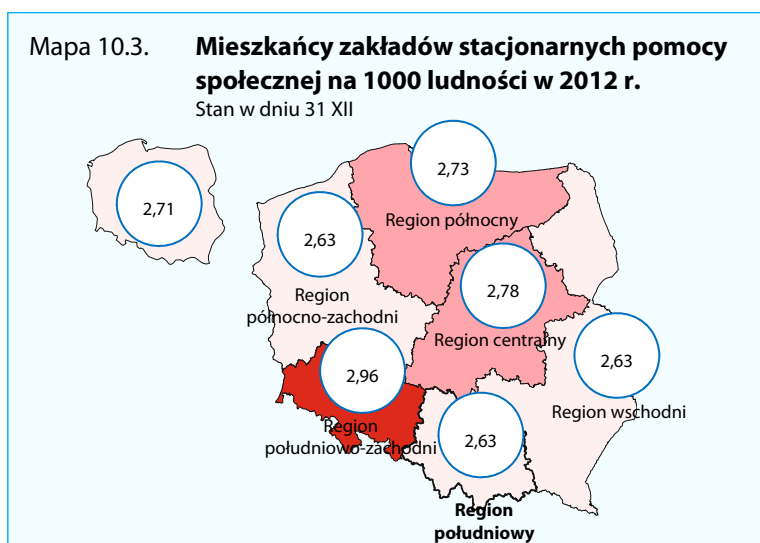 Mapa 10.3. Mieszkańcy zakładów stacjonarnych pomocy
społecznej na 1000 ludności w 2012 r.
Stan w dniu 31 XII
2,71
2,73
Region północny
2,63
Region
północno-zachodni
2,78
Region centralny
2,63
Region wschodni
2,96
Region
południowo-zachodni
2,63
Region
południowy